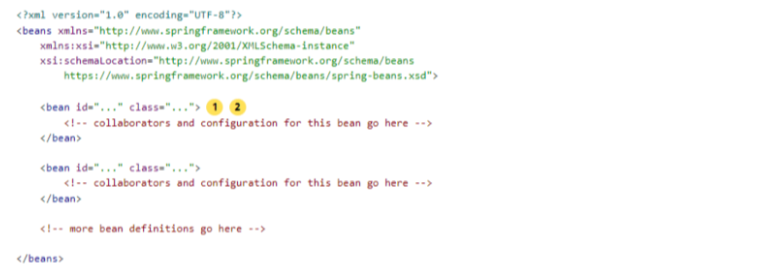 <?xml version="1.0" encoding="UTF-8"?>
<beans xmlns="http://www.springframework.org/schema/beans"
xmlns:xsi="http://www.w3.org/2001/XMLSchema-instance"
xsi:schemaLocation="http://www.springframework.org/schema/beans
https://www.springframework.org/schema/beans/spring-beans.xsd">
<bean id="..." class="..."> 1 2
<!-- collaborators and configuration for this bean go here -->
</bean>
<bean id="..." class="...">
<!-- collaborators and configuration for this bean go here -->
</bean>
<!-- more bean definitions go here -->
</beans>